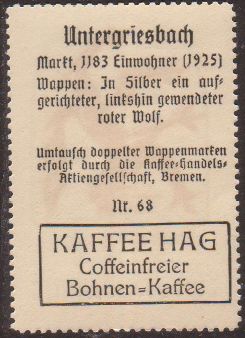 Untergriesbach
Markt, 1183 Einwohner (1925)
Wappen: In Silber ein auf-
gerichteter, linkshin gewendeter
roter Wolf.
Umtausch doppelter Wappenmarken
erfolgt durch die Kaffee-Handels-
Aktiengesellschaft, Bremen.
Nr. 68
KAFFEE HAG
Coffeinfreier
Bohnen=Kaffee